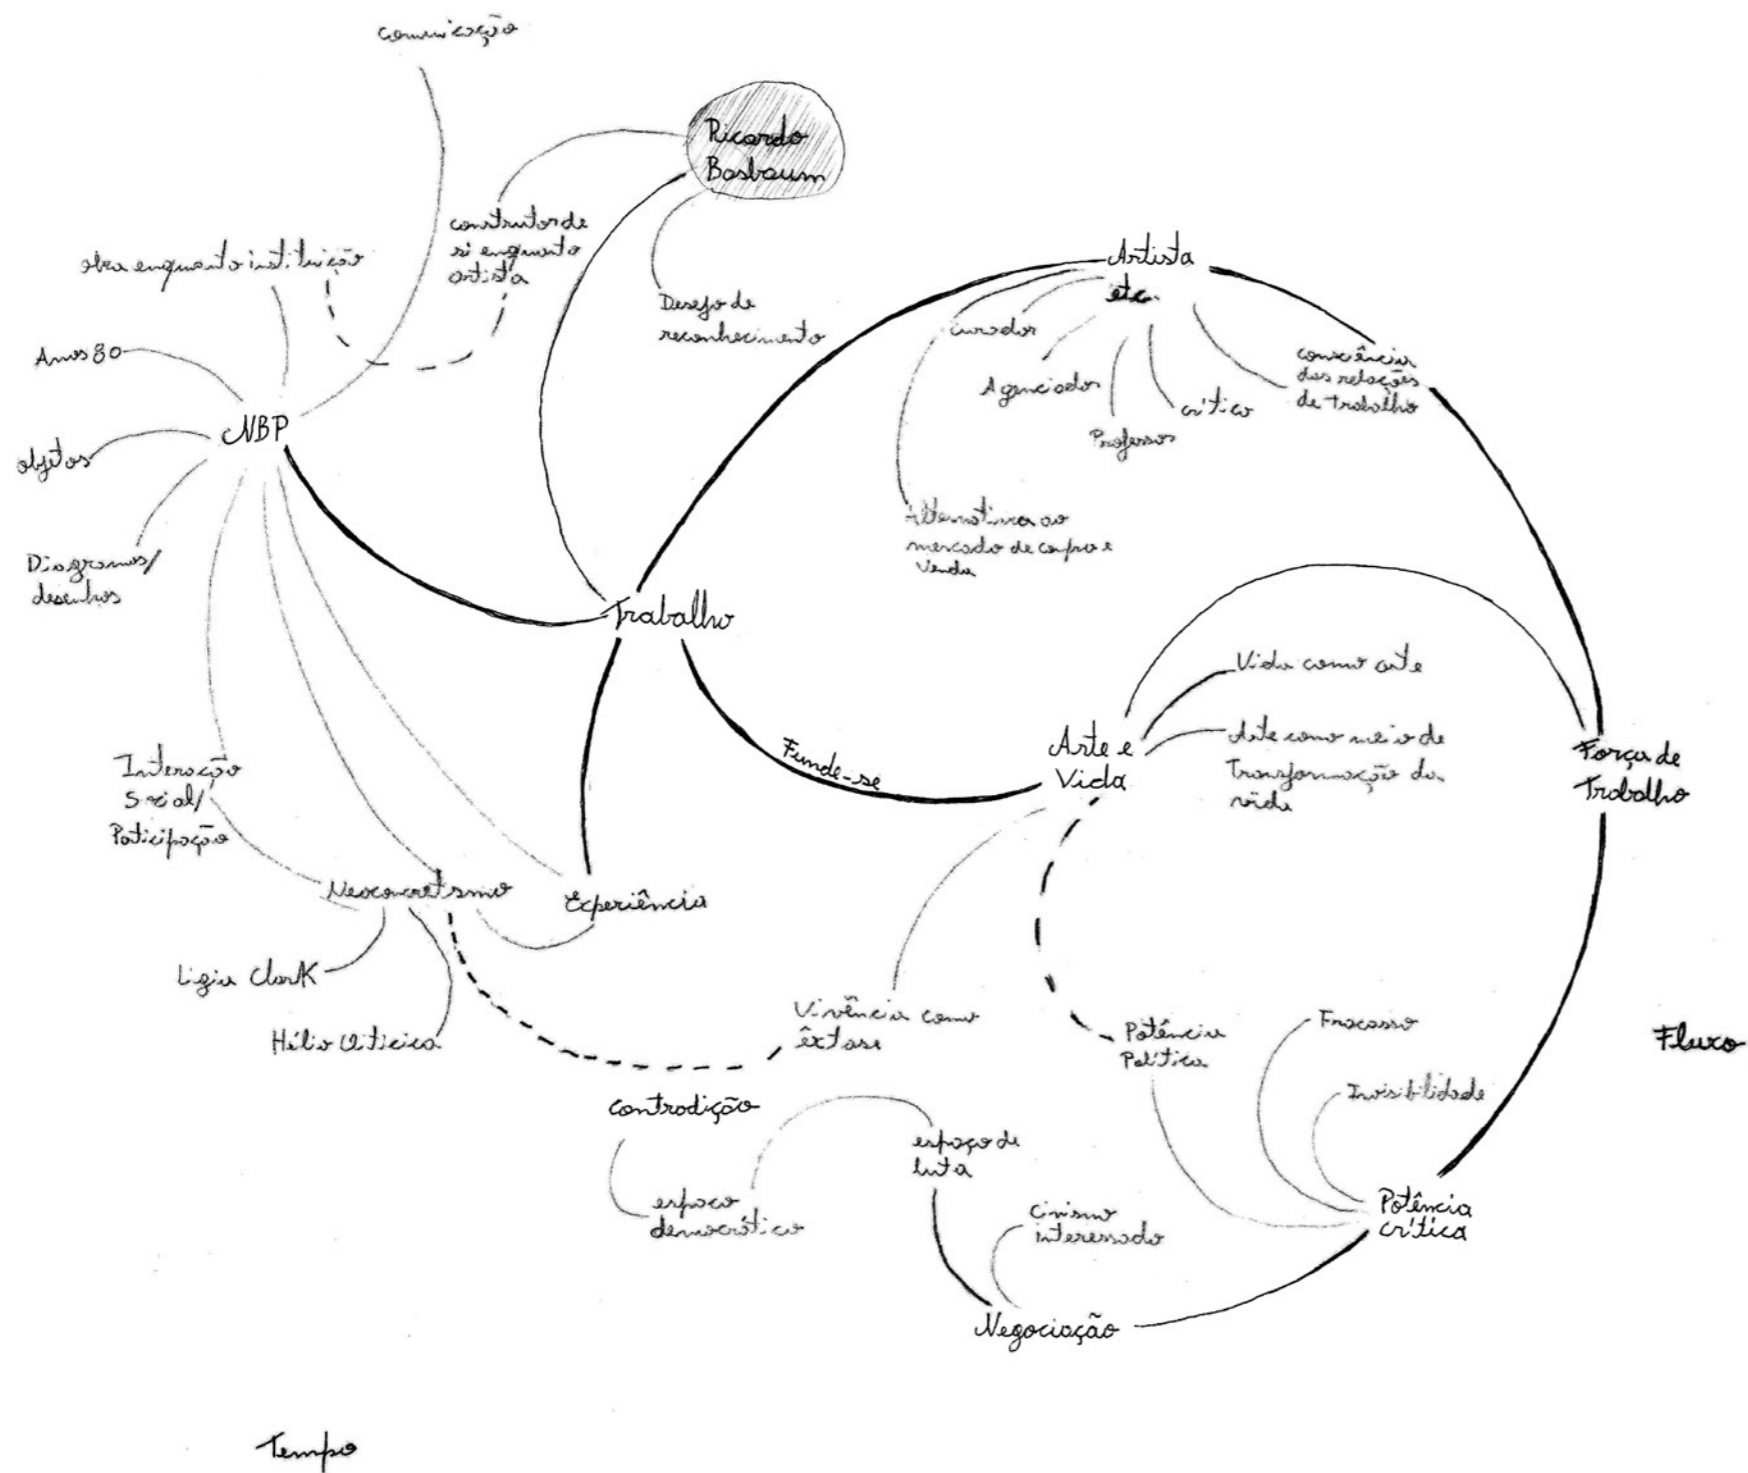 comunicação
Ricardo
Basbaum
construtor de
si enquanto
artista
obra enquanto instituição
Desejo de
reconhecimento
Anos 80
NBP
objetos
Diagramas/
desenhos
Artista
etc.
curador
Agenciador
Professor
crítico
consciência
das relações
de trabalho
Alternativa ao
mercado de compra e
venda
Trabalho
Funde-se
Arte e
Vida
Vida como arte
Arte como meio de
Transformação da
vida
Força de
Trabalho
Interação
Social/
Paticipação
Neoconcretismo
Experiência
Ligia Clark
Hélio Oiticica
Vivência como
êxtase
Potência
Política
Fracasso
Invisibilidade
Fluxo
contradição
espaço de
luta
espaço
democrático
Cinismo
interessado
Potência
crítica
Negociação
Tempo